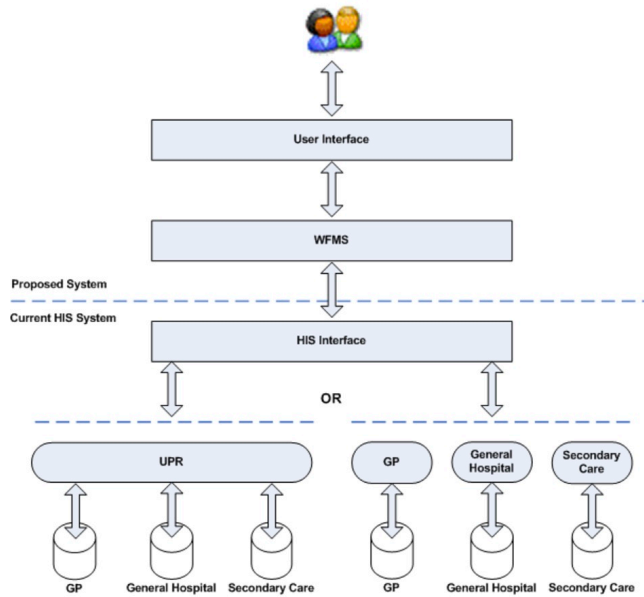 User Interface
WFMS
Proposed System
Current HIS System
HIS Interface
OR
UPR
GP
General
Hospital
Secondary
Care
GP
General Hospital
Secondary Care
GP
General Hospital
Secondary Care